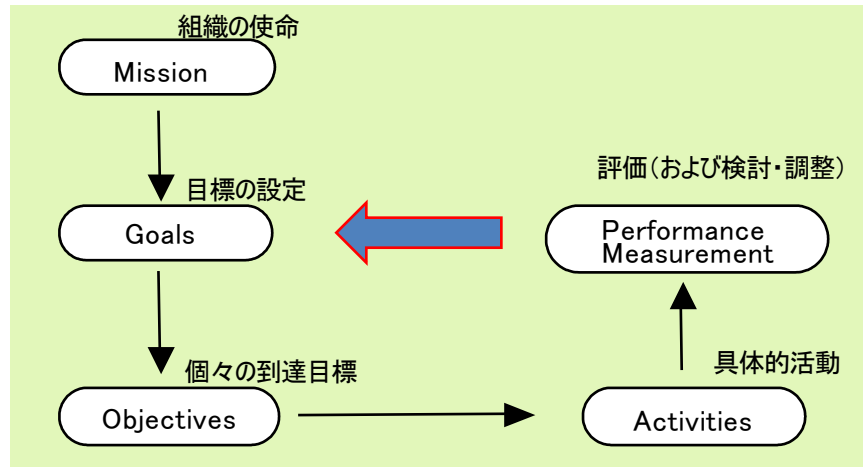 組織の使命
Mission
評価(および検討・調整)
目標の設定
Goals
Performance
Measurement
個々の到達目標
具体的活動
Objectives
Activities